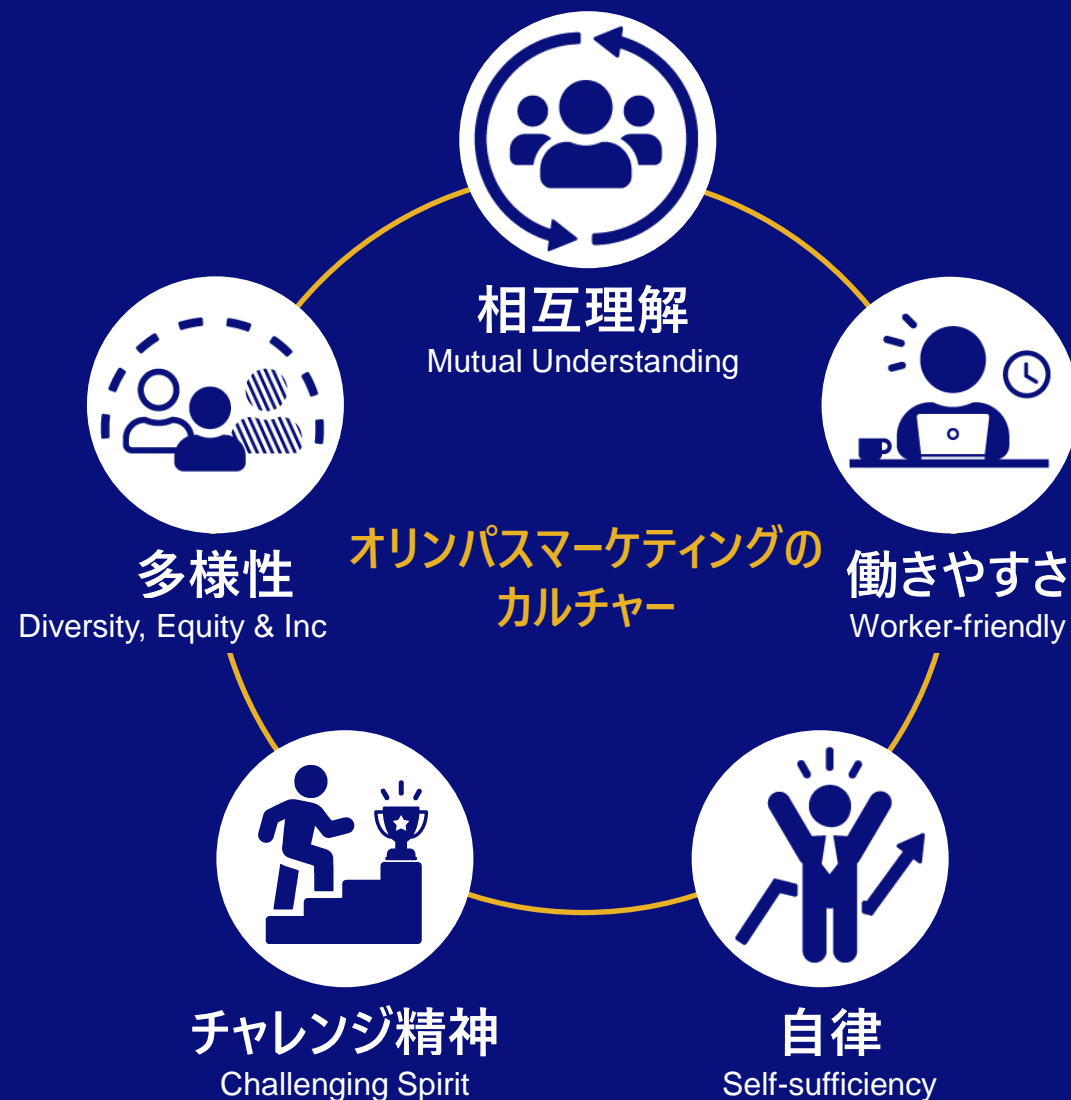 相互理解
Mutual Understanding
多様性
Diversity, Equity & Inc
オリンパスマーケティングの
カルチャー
働きやすさ
Worker-friendly
チャレンジ精神
Challenging Spirit
自律
Self-sufficiency